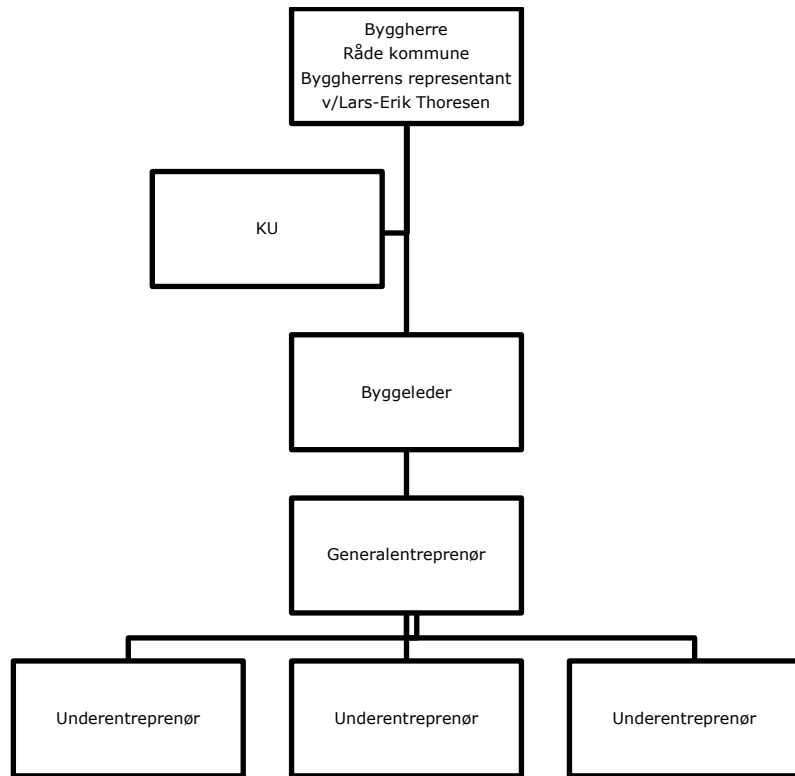 Byggherre
Råde kommune
Byggherrens representant
v/Lars-Erik Thoresen
KU
Byggeleder
Generalentreprenør
Underentreprenør
Underentreprenør
Underentreprenør